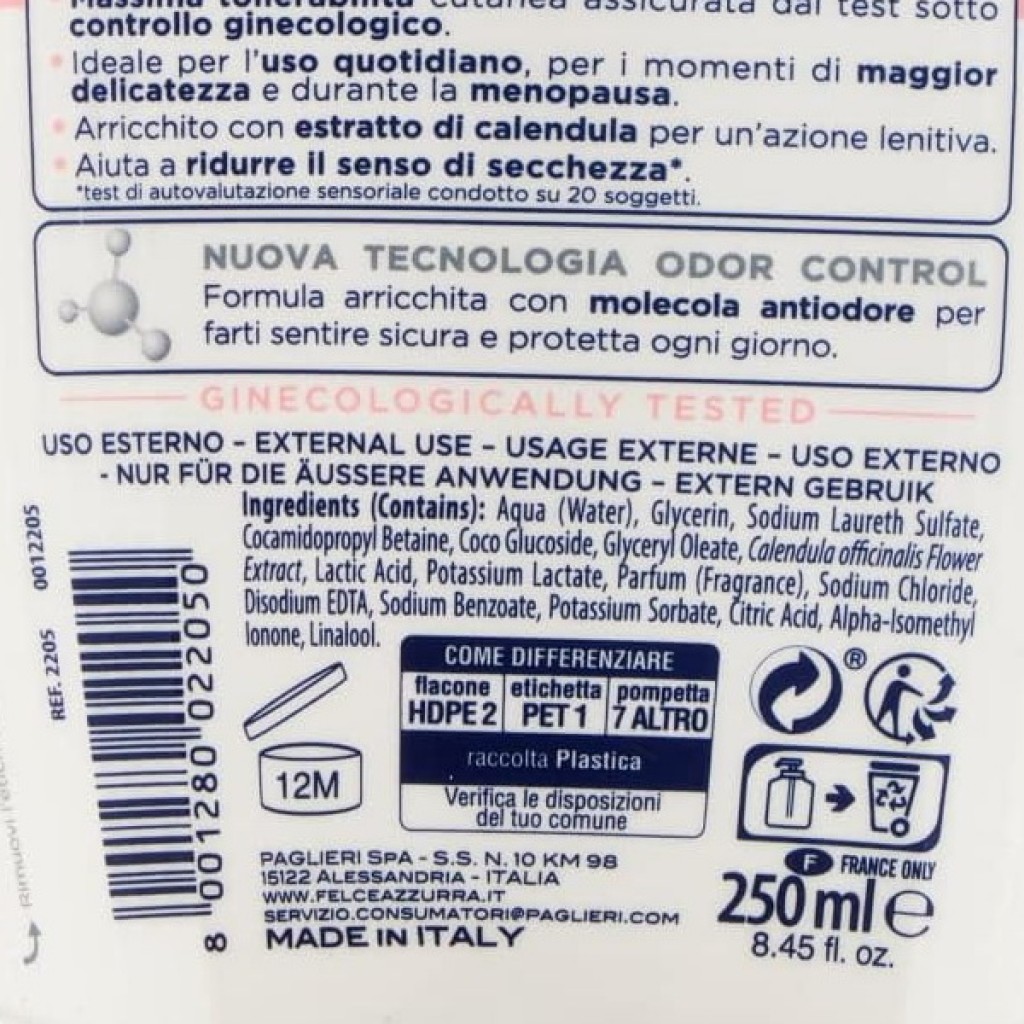 Massima tollerabilità cutanea assicurata dai test sotto
controllo ginecologico.
• Ideale per l'uso quotidiano, per i momenti di maggior
delicatezza e durante la menopausa.
• Arricchito con estratto di calendula per un'azione lenitiva.
• Aiuta a ridurre il senso di secchezza*.
*test di autovalutazione sensoriale condotto su 20 soggetti.
NUOVA TECNOLOGIA ODOR CONTROL
Formula arricchita con molecola antiodore per
farti sentire sicura e protetta ogni giorno.
GINECOLOGICALLY TESTED
USO ESTERNO – EXTERNAL USE – USAGE EXTERNE – USO EXTERNO
- NUR FÜR DIE ÄUSSERE ANWENDUNG – EXTERN GEBRUIK
Ingredients (Contains): Aqua (Water), Glycerin, Sodium Laureth Sulfate,
Cocamidopropyl Betaine, Coco Glucoside, Glyceryl Oleate, Calendula officinalis Flower
Extract, Lactic Acid, Potassium Lactate, Parfum (Fragrance), Sodium Chloride,
Disodium EDTA, Sodium Benzoate, Potassium Sorbate, Citric Acid, Alpha-Isomethyl
Ionone, Linalool.
REF. 2205 0012205
8 001280 022050
12M
COME DIFFERENZIARE
flacone etichetta pompetta
HDPE 2 PET 1 7 ALTRO
raccolta Plastica
Verifica le disposizioni
del tuo comune
®
F FRANCE ONLY
PAGLIERI SPA - S.S. N. 10 KM 98
15122 ALESSANDRIA - ITALIA
WWW.FELCEAZZURRA.IT
SERVIZIO.CONSUMATORI@PAGLIERI.COM
MADE IN ITALY
250 ml e
8.45 fl. oz.
Rimuovi